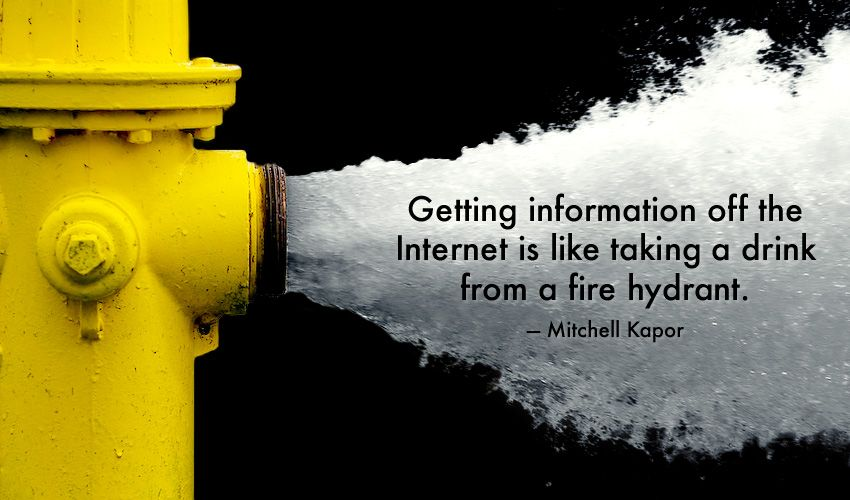 Getting information off the
Internet is like taking a drink
from a fire hydrant.
— Mitchell Kapor